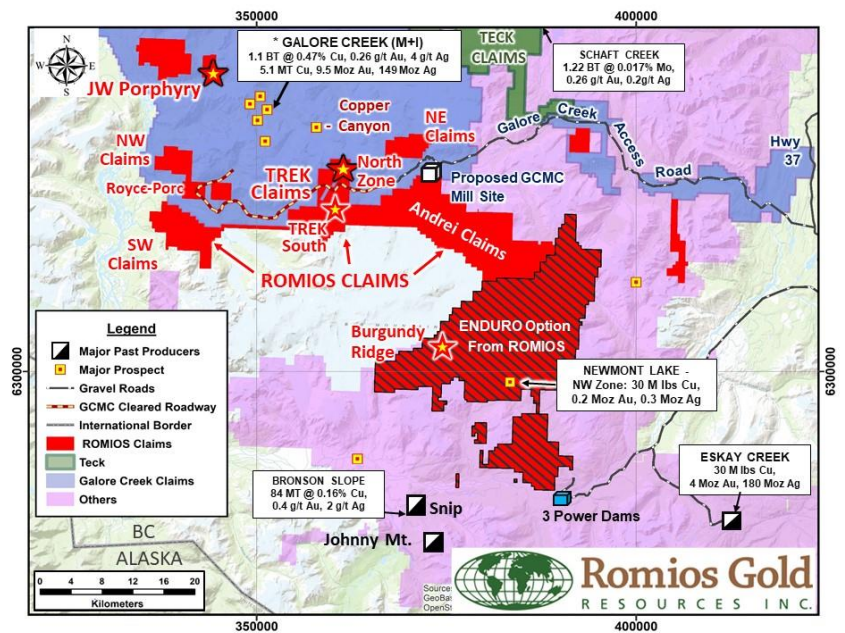 350000
400000
TECK
CLAIMS
* GALORE CREEK (M+I)
1.1 BT @ 0.47% Cu, 0.26 g/t Au, 4 g/t Ag
5.1 MT Cu, 9.5 Moz Au, 149 Moz Ag
SCHAFT CREEK
1.22 BT @ 0.017% Mo,
0.26 g/t Au, 0.2g/t Ag
N
W
E
S
JW Porphyry
Copper
- Canyon
NE
Claims
Galore Creek Access Road
Hwy
37
NW
Claims
Royce-Porc
TREK
Claims
North
Zone
Proposed GCMC
Mill Site
SW
Claims
TREK
South
Andrei Claims
ROMIOS CLAIMS
Burgundy
Ridge
ENDURO Option
From ROMIOS
6300000
6300000
NEWMONT LAKE -
NW Zone: 30 M lbs Cu,
0.2 Moz Au, 0.3 Moz Ag
Legend
Major Past Producers
Major Prospect
Gravel Roads
GCMC Cleared Roadway
International Border
ROMIOS Claims
Teck
Galore Creek Claims
Others
ESKAY CREEK
30 M lbs Cu,
4 Moz Au, 180 Moz Ag
BRONSON SLOPE
84 MT @ 0.16% Cu,
0.4 g/t Au, 2 g/t Ag
Snip
3 Power Dams
Johnny Mt.
BC
ALASKA
0 4 8 12 16 20
Kilometers
Source
GeoBa
OpenSt
Romios Gold
RESOURCES INC.
350000
400000